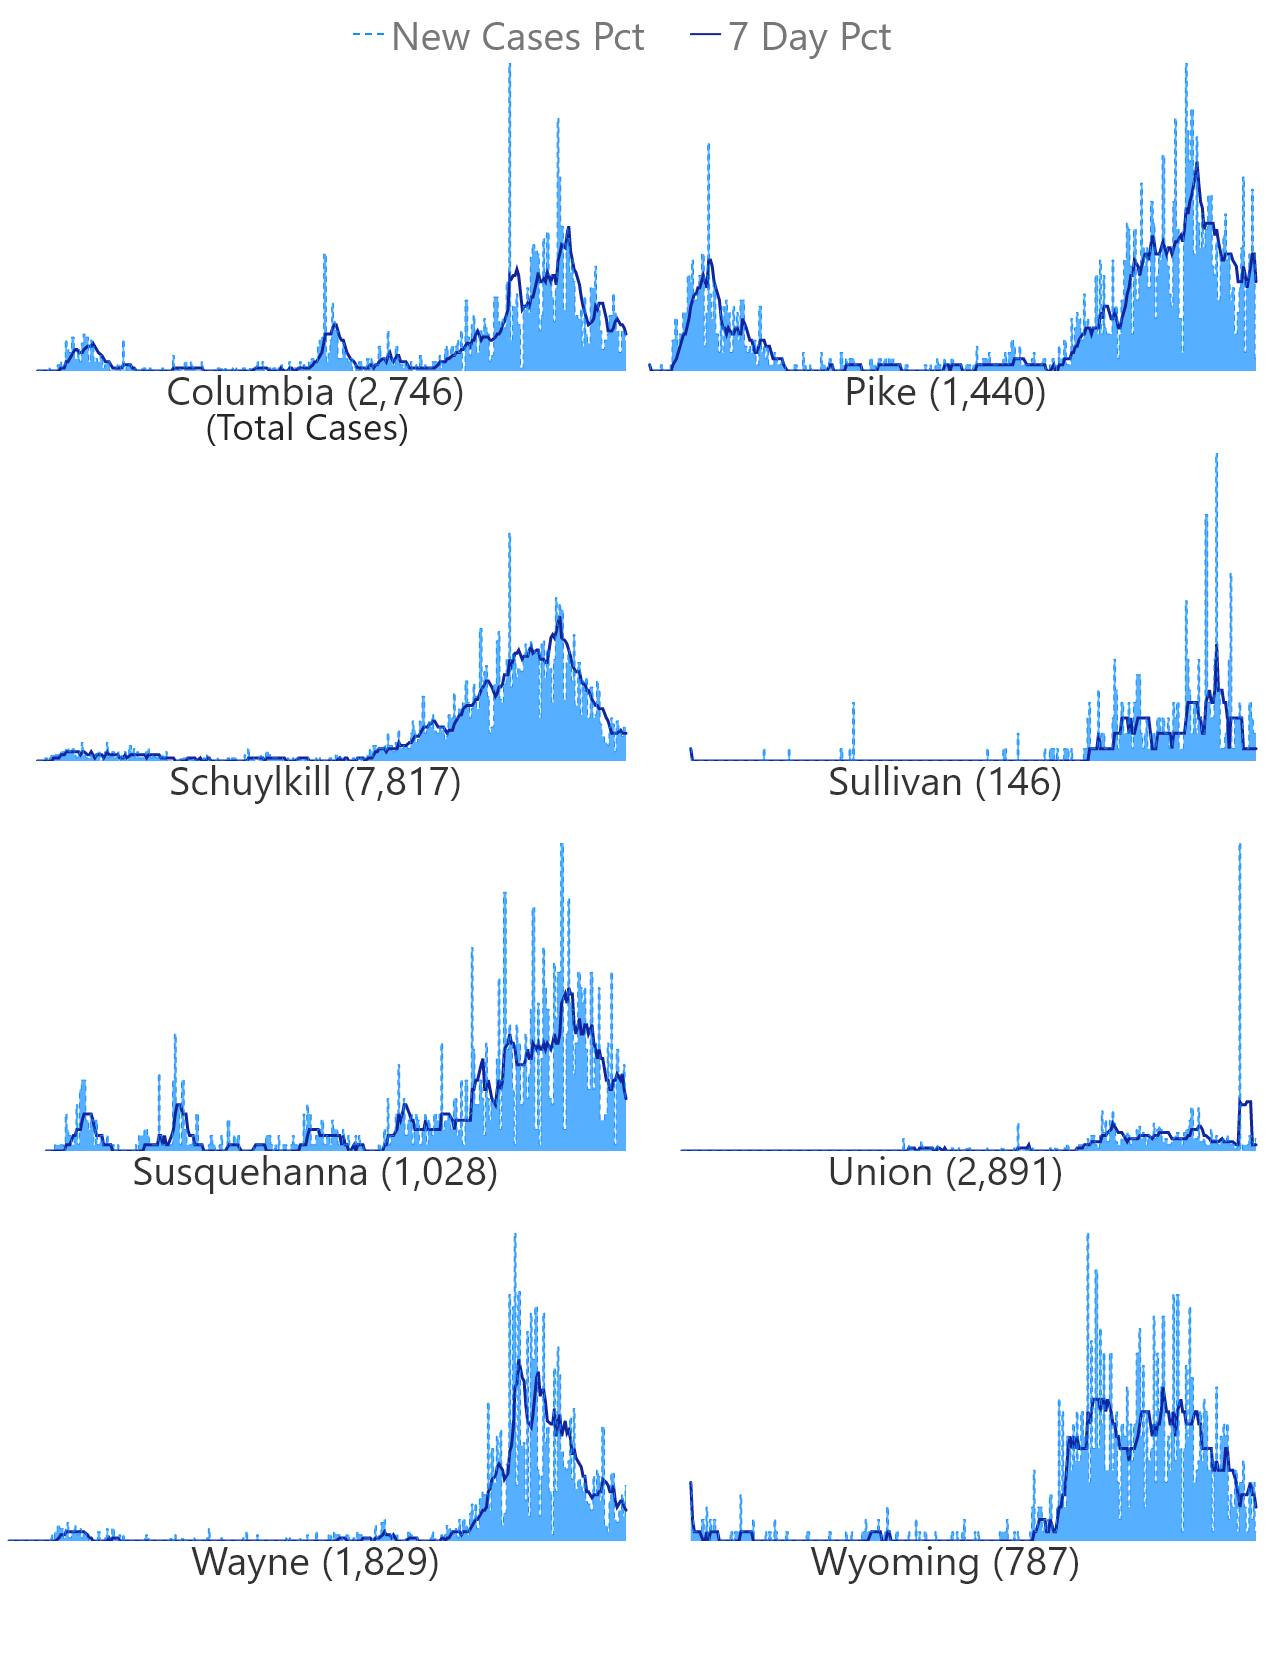 New Cases Pct 7 Day Pct
Columbia (2,746) Pike (1,440)
(Total Cases)
Schuylkill (7,817) Sullivan (146)
Susquehanna (1,028) Union (2,891)
Wayne (1,829) Wyoming (787)